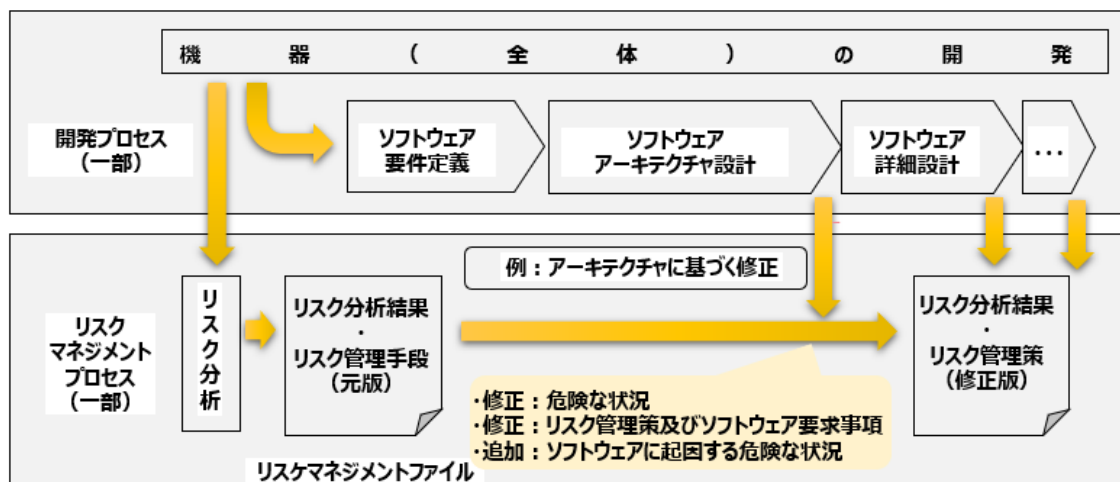 機器(全体)の開発
開発プロセス
(一部)
ソフトウェア
要件定義
ソフトウェア
アーキテクチャ設計
ソフトウェア
詳細設計
...
例：アーキテクチャに基づく修正
リスク
マネジメント
プロセス
(一部)
リスク分析
リスク分析結果
・
リスク管理手段
(元版)
リスク分析結果
・
リスク管理策
(修正版)
・修正：危険な状況
・修正：リスク管理策及びソフトウェア要求事項
・追加：ソフトウェアに起因する危険な状況
リスケマネジメントファイル